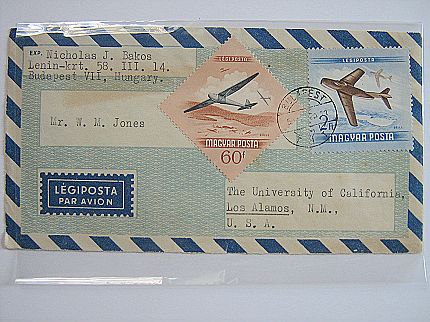 EXP. Nicholas J. Bakos
Lenin-krt. 58. III. 14.
Budapest VII, Hungary.
Mr. W. M. Jones
LÉGIPOSTA
MAGYAR POSTA
60f
LÉGIPOSTA
MAGYAR POSTA
LÉGIPOSTA
PAR AVION
The University of California,
Los Alamos, N.M.,
U. S. A.